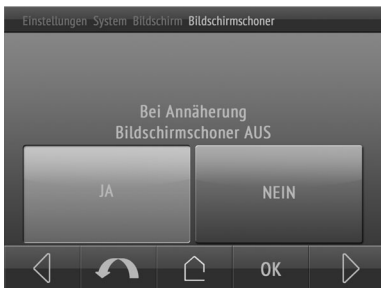 Einstellungen System Bildschirm Bildschirmschoner
Bei Annäherung
Bildschirmschoner AUS
JA NEIN
OK